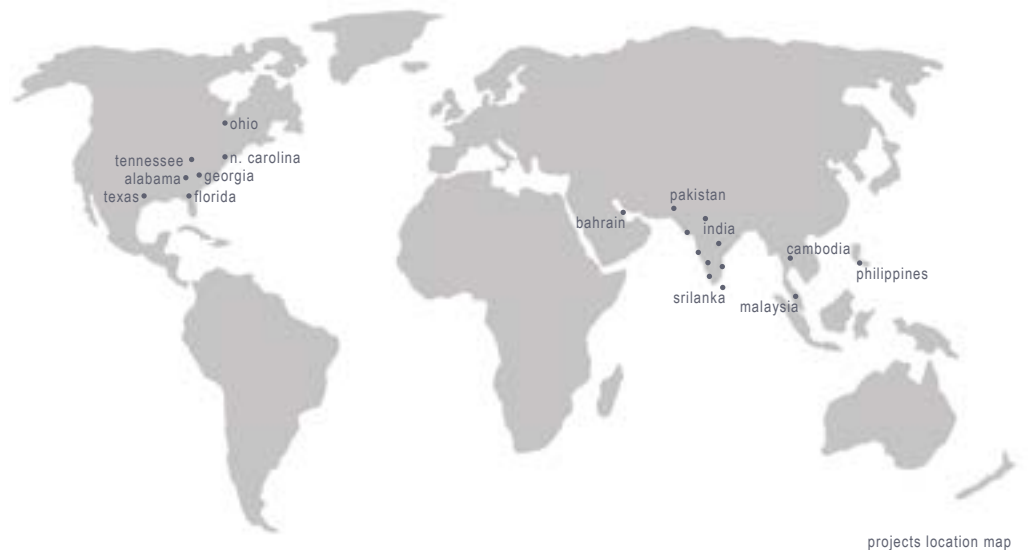 ohio
tennessee
n. carolina
alabama
georgia
texas
florida
pakistan
bahrain
india
cambodia
philippines
srilanka
malaysia
projects location map